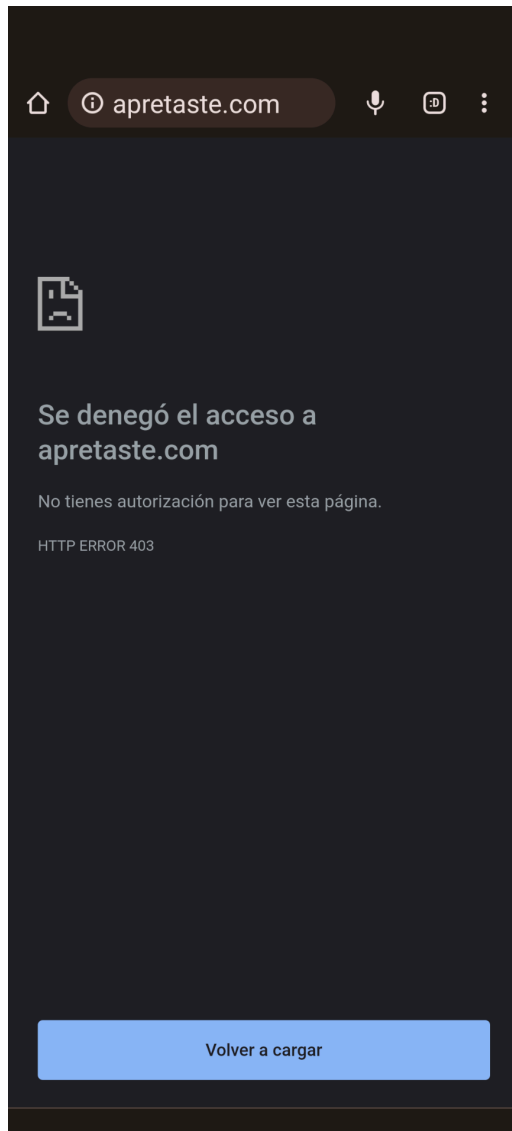 apretaste.com
:D
Se denegó el acceso a
apretaste.com
No tienes autorización para ver esta página.
HTTP ERROR 403
Volver a cargar